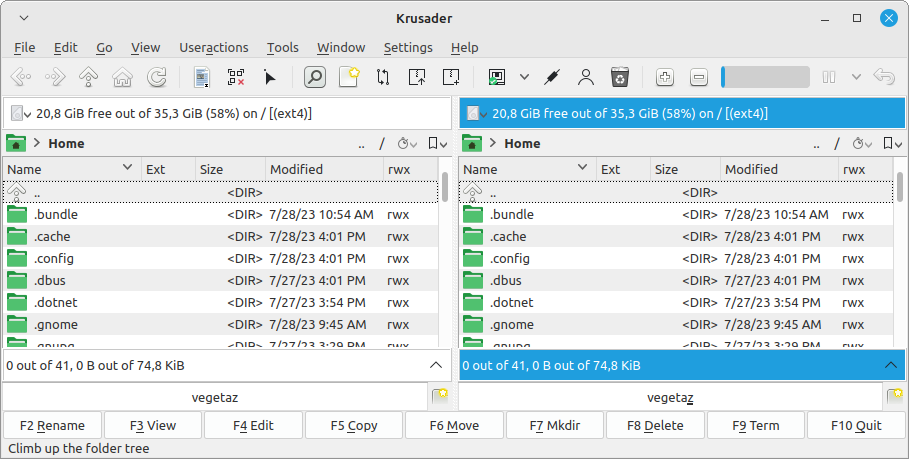 Krusader
File Edit Go View Useractions Tools Window Settings Help
20,8 GiB free out of 35,3 GiB (58%) on / [(ext4)]
20,8 GiB free out of 35,3 GiB (58%) on / [(ext4)]
Home .. /
Home .. /
Name Ext Size Modified rwx
Name Ext Size Modified rwx
.. <DIR>
.. <DIR>
.bundle <DIR> 7/28/23 10:54 AM rwx
.bundle <DIR> 7/28/23 10:54 AM rwx
.cache <DIR> 7/28/23 4:01 PM rwx
.cache <DIR> 7/28/23 4:01 PM rwx
.config <DIR> 7/28/23 4:01 PM rwx
.config <DIR> 7/28/23 4:01 PM rwx
.dbus <DIR> 7/27/23 4:01 PM rwx
.dbus <DIR> 7/27/23 4:01 PM rwx
.dotnet <DIR> 7/27/23 3:54 PM rwx
.dotnet <DIR> 7/27/23 3:54 PM rwx
.gnome <DIR> 7/28/23 9:45 AM rwx
.gnome <DIR> 7/28/23 9:45 AM rwx
.gnupg <DIR> 7/27/23 3:29 PM rwx
.gnupg <DIR> 7/27/23 3:29 PM rwx
0 out of 41, 0 B out of 74,8 KiB
0 out of 41, 0 B out of 74,8 KiB
vegetaz
vegetaz
F2 Rename F3 View F4 Edit F5 Copy F6 Move F7 Mkdir F8 Delete F9 Term F10 Quit
Climb up the folder tree